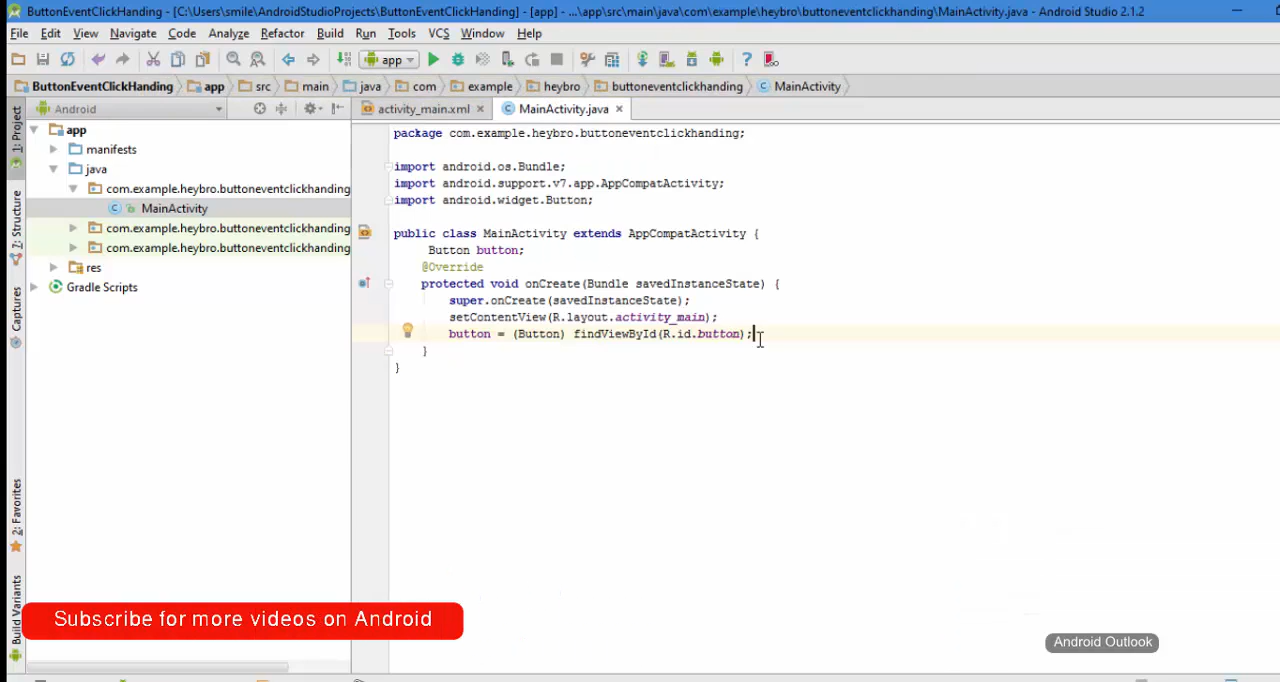 ButtonEventClickHanding - [C:\Users\smile\AndroidStudioProjects\ButtonEventClickHanding] - [app] - ...\app\src\main\java\com\example\heybro\buttoneventclickhanding\MainActivity.java - Android Studio 2.1.2
File Edit View Navigate Code Analyze Refactor Build Run Tools VCS Window Help
app
ButtonEventClickHanding app src main java com example heybro buttoneventclickhanding MainActivity
Android
activity_main.xml MainActivity.java
1: Project
7: Structure
Captures
2: Favorites
Build Variants
app
manifests
java
com.example.heybro.buttoneventclickhanding
MainActivity
com.example.heybro.buttoneventclickhanding
com.example.heybro.buttoneventclickhanding
res
Gradle Scripts
package com.example.heybro.buttoneventclickhanding;
import android.os.Bundle;
import android.support.v7.app.AppCompatActivity;
import android.widget.Button;
public class MainActivity extends AppCompatActivity {
Button button;
@Override
protected void onCreate(Bundle savedInstanceState) {
super.onCreate(savedInstanceState);
setContentView(R.layout.activity_main);
button = (Button) findViewById(R.id.button);
}
}
Subscribe for more videos on Android
Android Outlook